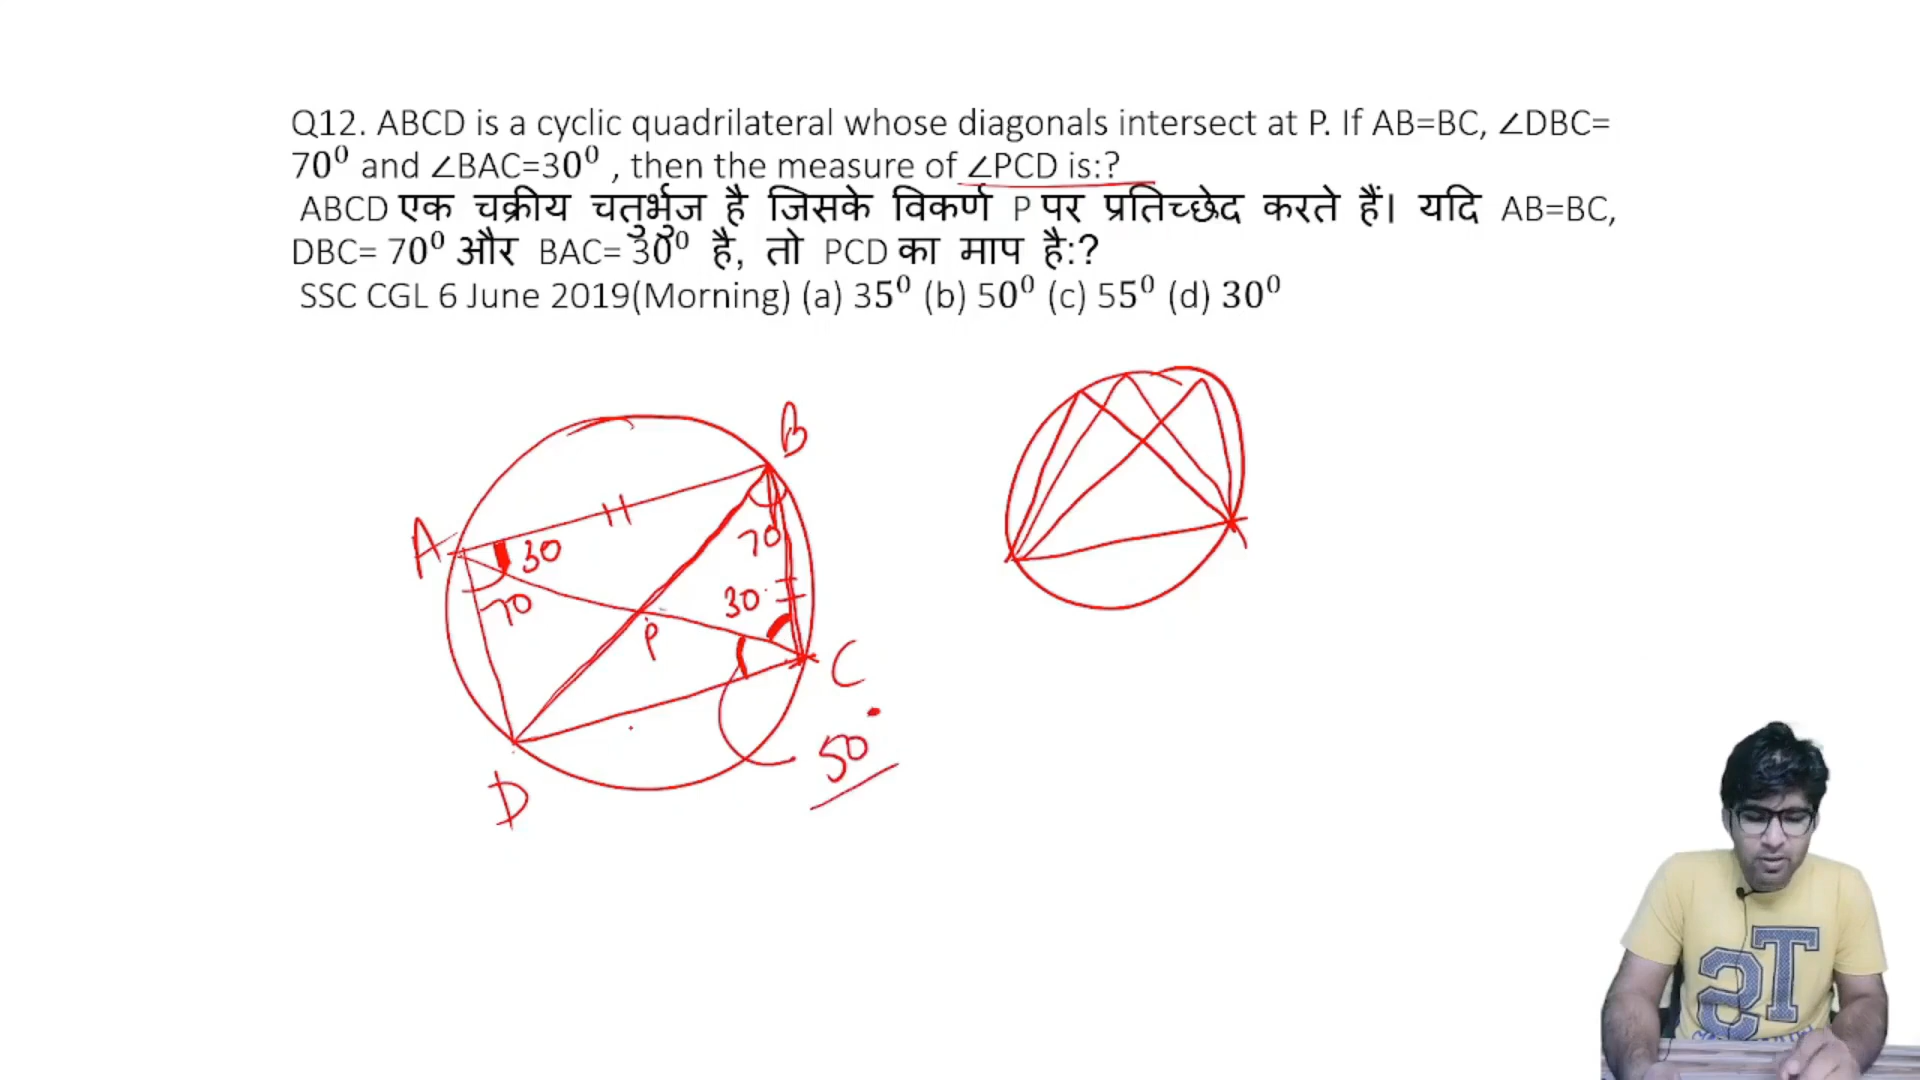 Q12. ABCD is a cyclic quadrilateral whose diagonals intersect at P. If AB=BC, ∠DBC=
70⁰ and ∠BAC=30⁰ , then the measure of ∠PCD is:?
ABCD एक चक्रीय चतुर्भुज है जिसके विकर्ण P पर प्रतिच्छेद करते हैं। यदि AB=BC,
DBC= 70⁰ और BAC= 30⁰ है, तो PCD का माप है:?
SSC CGL 6 June 2019(Morning) (a) 35⁰ (b) 50⁰ (c) 55⁰ (d) 30⁰
B
A
30
70
70
30
P
C
50
D